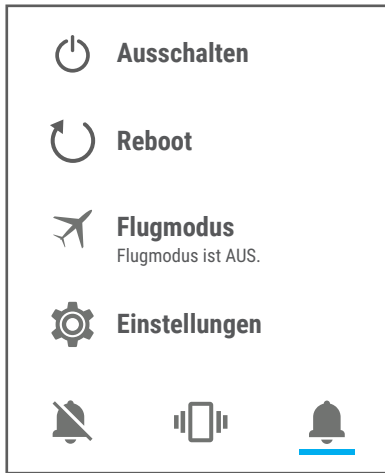 Ausschalten
Reboot
Flugmodus
Flugmodus ist AUS.
Einstellungen